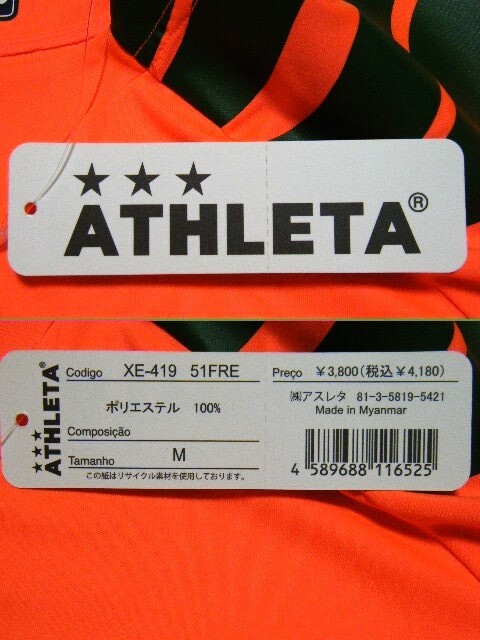 ★★★
ATHLETA®
★★★
ATHLETA
Codigo XE-419 51FRE
ポリエステル 100%
Composição
Tamanho M
この紙はリサイクル素材を使用しております。
Preço ￥3,800(税込￥4,180)
㈱アスレタ 81-3-5819-5421
Made in Myanmar
4 589688 116525